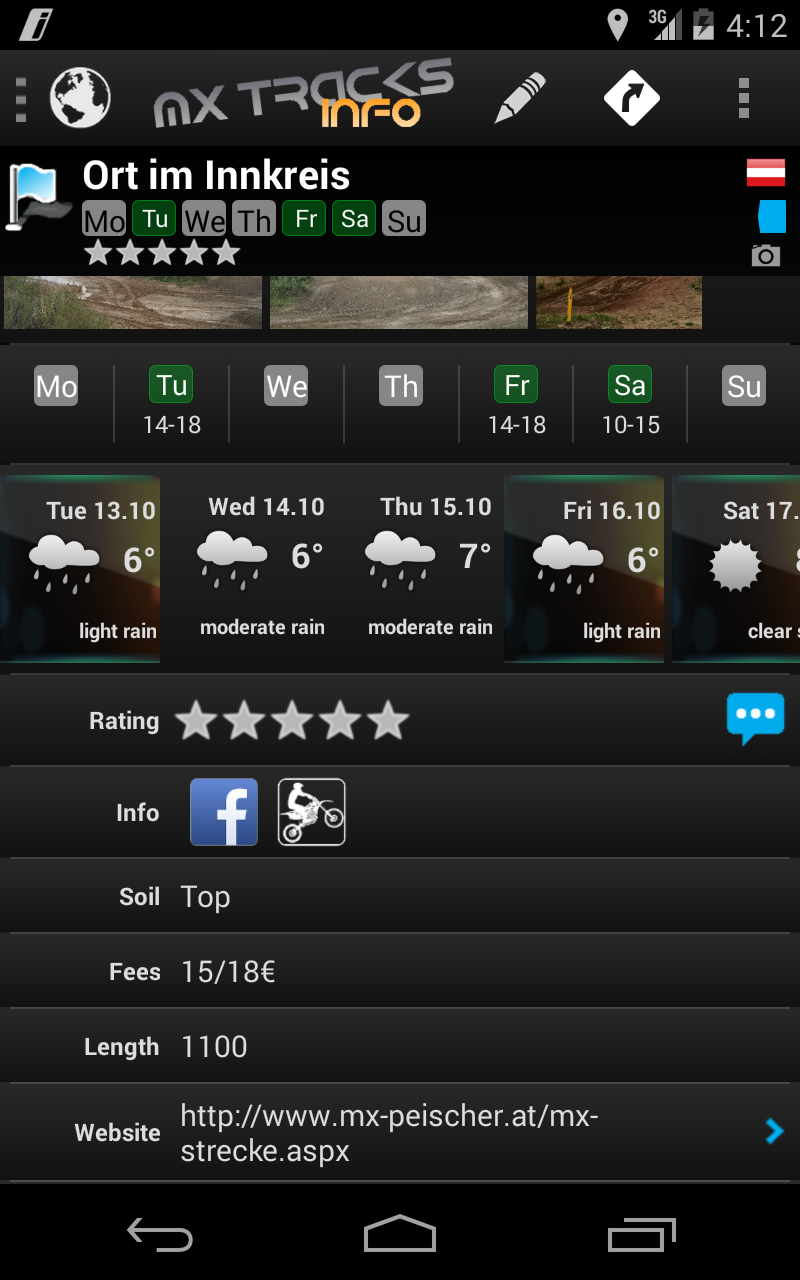 3G 4:12
MX TRACKS
INFO
Ort im Innkreis
Mo Tu We Th Fr Sa Su
Mo Tu We Th Fr Sa Su
14-18 14-18 10-15
Tue 13.10 Wed 14.10 Thu 15.10 Fri 16.10 Sat 17.
6° 6° 7° 6°
light rain moderate rain moderate rain light rain clear s
Rating
Info f
Soil Top
Fees 15/18€
Length 1100
Website http://www.mx-peischer.at/mx-
strecke.aspx